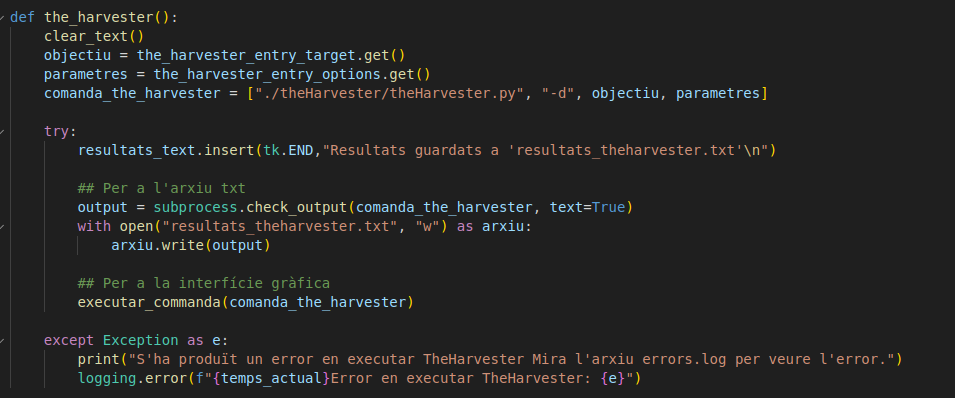 def the_harvester():
    clear_text()
    objectiu = the_harvester_entry_target.get()
    parametres = the_harvester_entry_options.get()
    comanda_the_harvester = ["./theHarvester/theHarvester.py", "-d", objectiu, parametres]

    try:
        resultats_text.insert(tk.END,"Resultats guardats a 'resultats_theharvester.txt'\n")

        ## Per a l'arxiu txt
        output = subprocess.check_output(comanda_the_harvester, text=True)
        with open("resultats_theharvester.txt", "w") as arxiu:
            arxiu.write(output)

        ## Per a la interfície gràfica
        executar_commanda(comanda_the_harvester)

    except Exception as e:
        print("S'ha produït un error en executar TheHarvester Mira l'arxiu errors.log per veure l'error.")
        logging.error(f"{temps_actual}Error en executar TheHarvester: {e}")